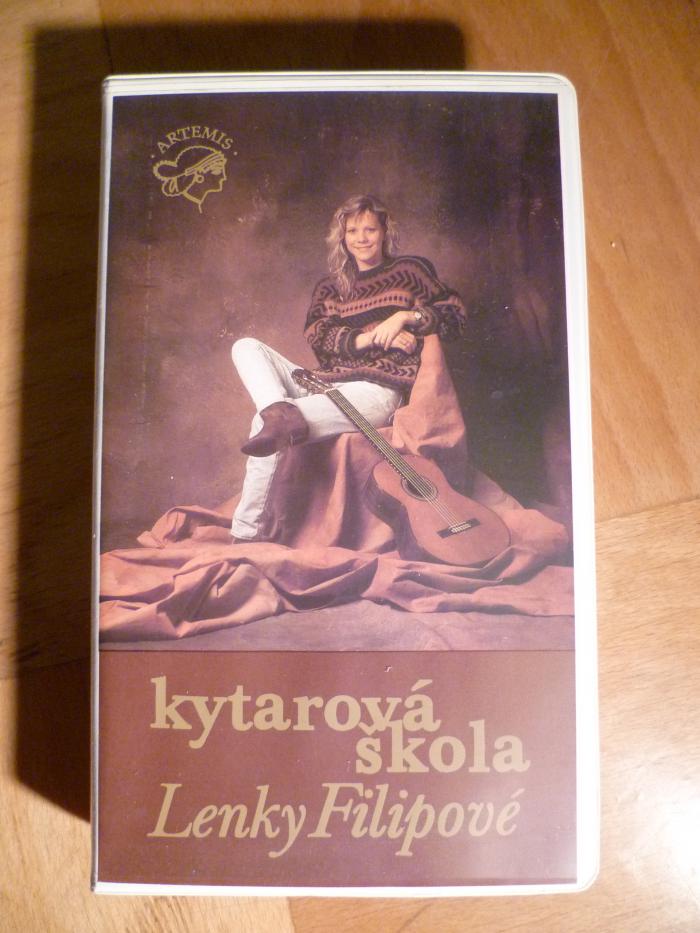 · ARTEMIS ·
kytarová
škola
Lenky Filipové